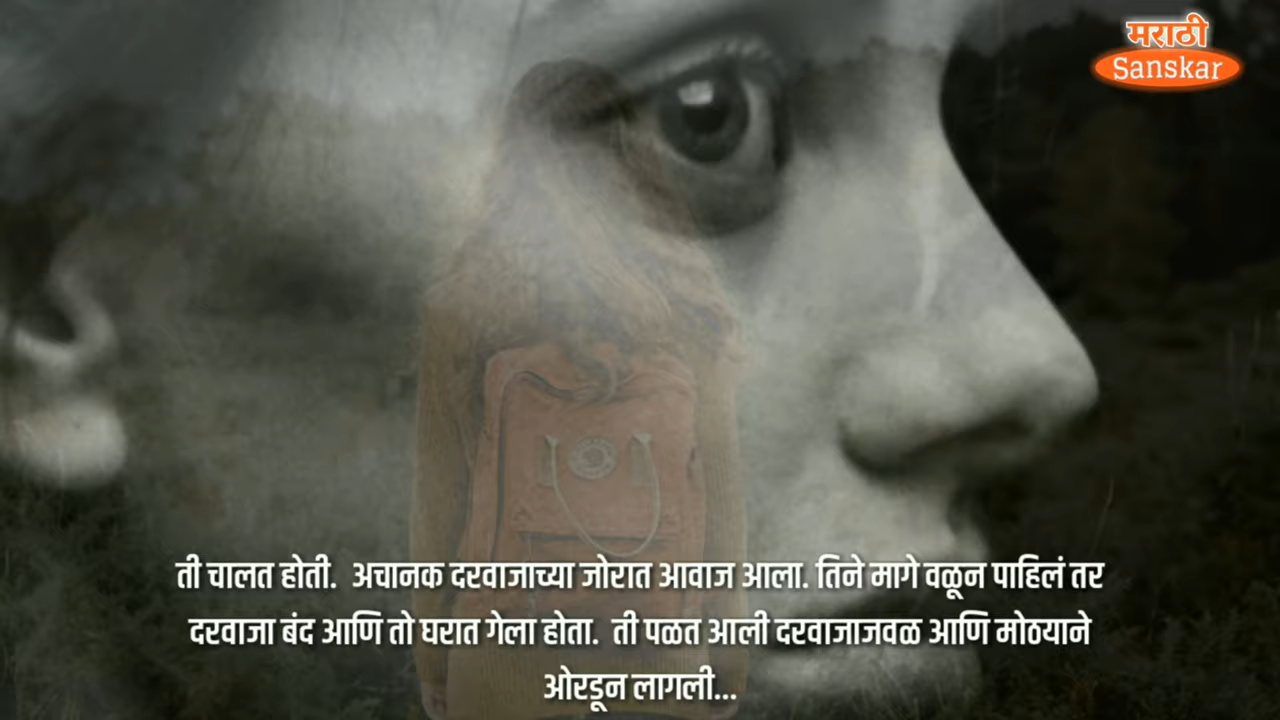 मराठी
Sanskar
ती चालत होती. अचानक दरवाजाच्या जोरात आवाज आला. तिने मागे वळून पाहिलं तर
दरवाजा बंद आणि तो घरात गेला होता. ती पळत आली दरवाजाजवळ आणि मोठयाने
ओरडून लागली...